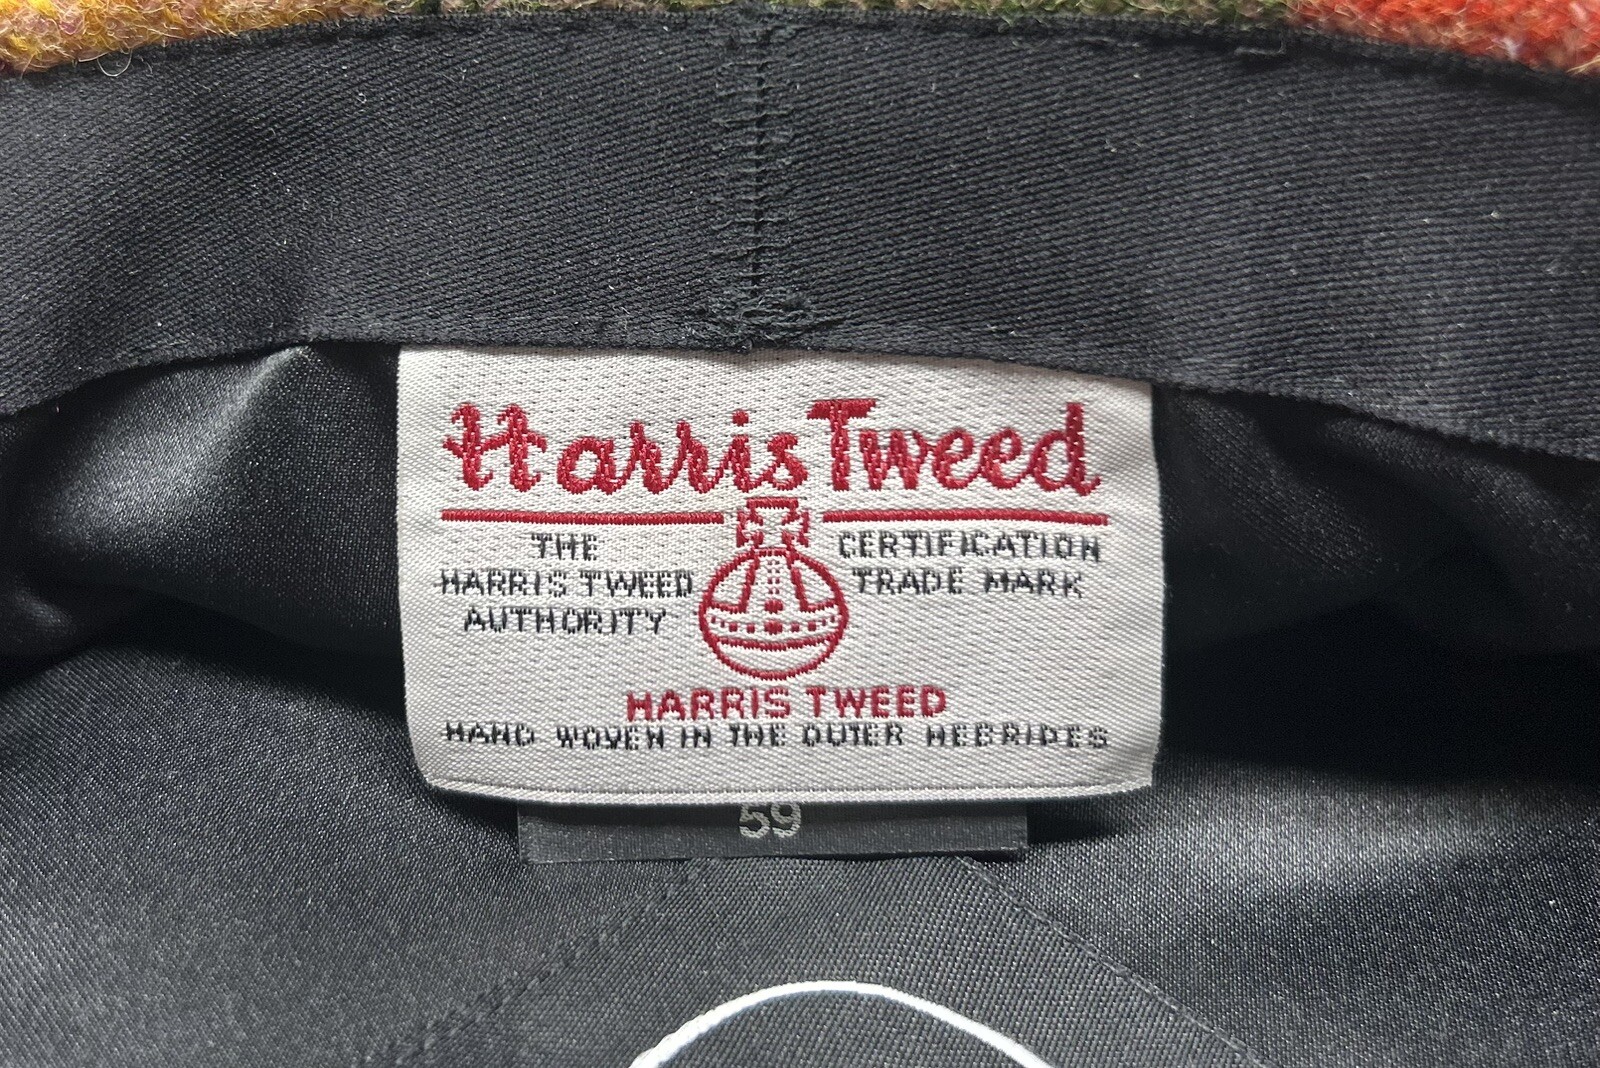 Harris Tweed
THE
HARRIS TWEED
AUTHORITY
CERTIFICATION
TRADE MARK
HARRIS TWEED
HAND WOVEN IN THE OUTER HEBRIDES
59